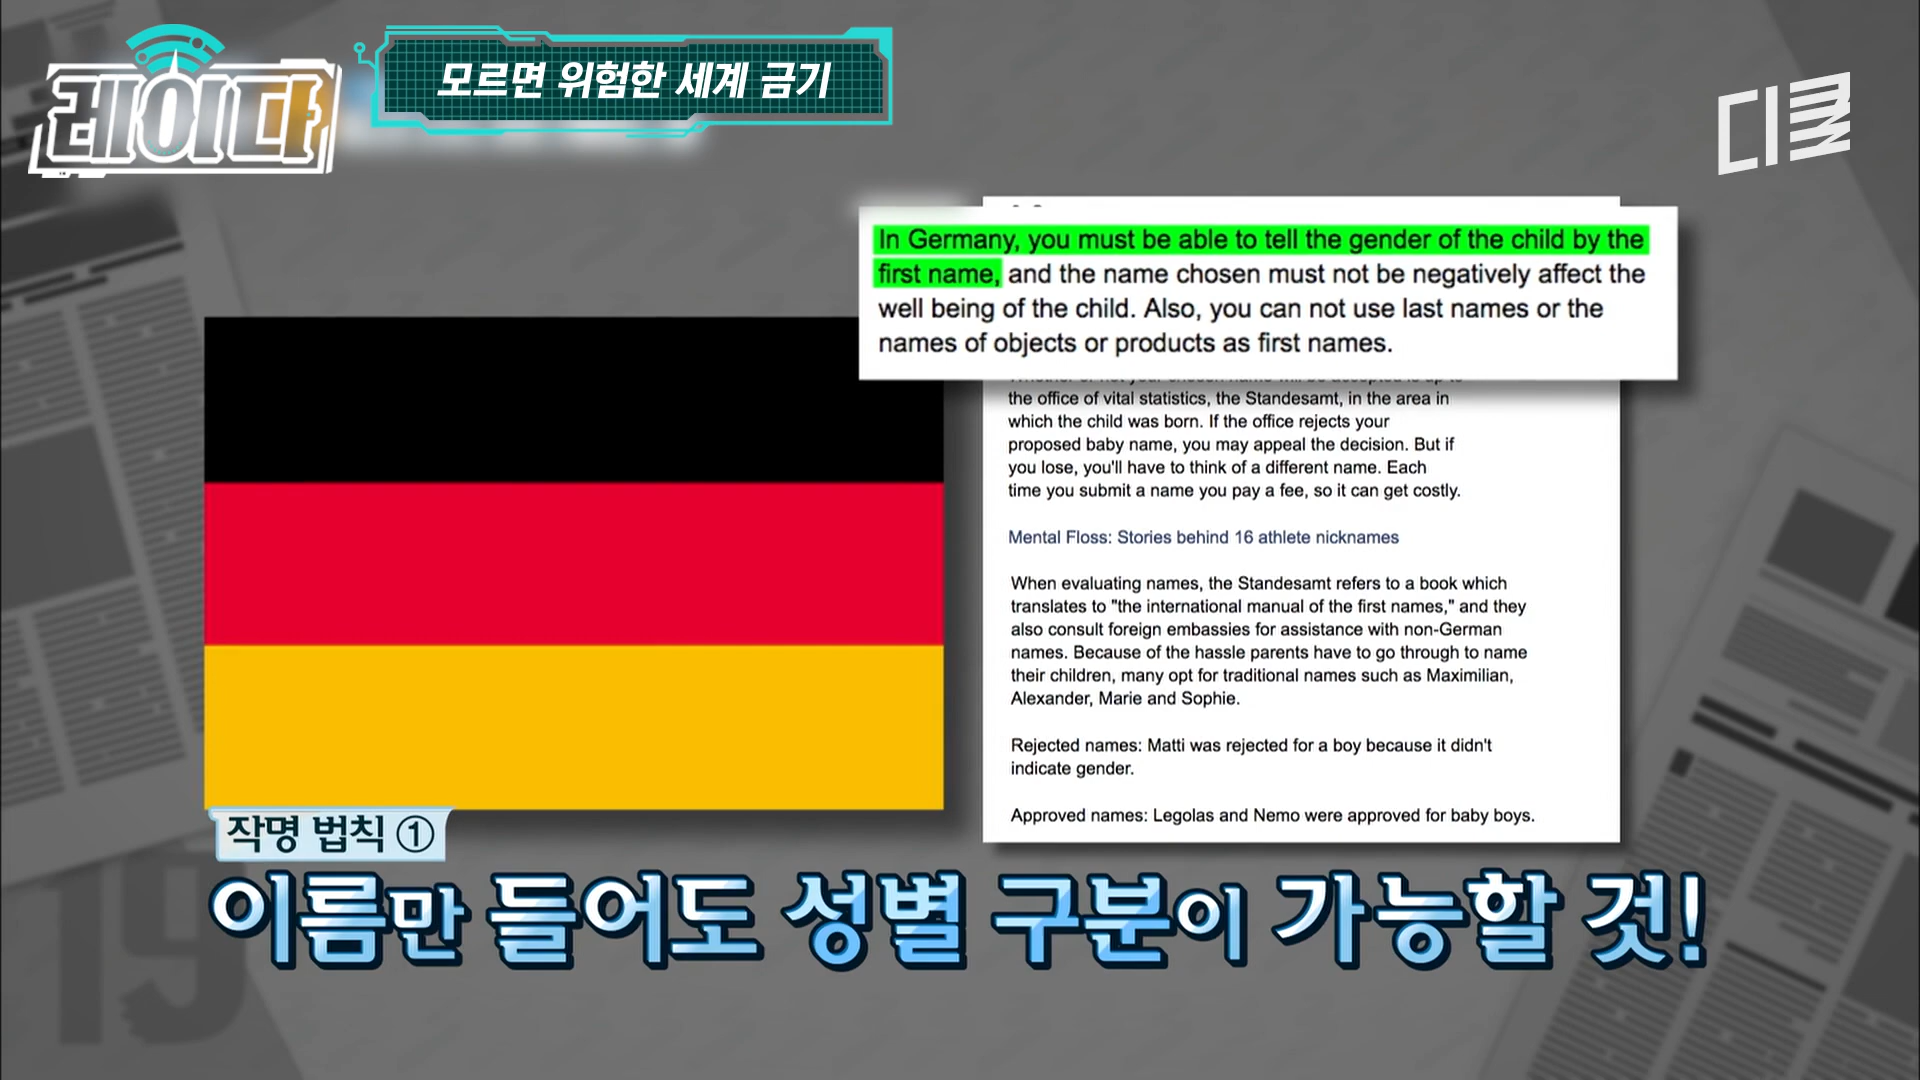 레이다
모르면 위험한 세계 금기
디글
In Germany, you must be able to tell the gender of the child by the
first name, and the name chosen must not be negatively affect the
well being of the child. Also, you can not use last names or the
names of objects or products as first names.
the office of vital statistics, the Standesamt, in the area in
which the child was born. If the office rejects your
proposed baby name, you may appeal the decision. But if
you lose, you'll have to think of a different name. Each
time you submit a name you pay a fee, so it can get costly.
Mental Floss: Stories behind 16 athlete nicknames
When evaluating names, the Standesamt refers to a book which
translates to "the international manual of the first names," and they
also consult foreign embassies for assistance with non-German
names. Because of the hassle parents have to go through to name
their children, many opt for traditional names such as Maximilian,
Alexander, Marie and Sophie.
Rejected names: Matti was rejected for a boy because it didn't
indicate gender.
Approved names: Legolas and Nemo were approved for baby boys.
작명 법칙 ①
이름만 들어도 성별 구분이 가능할 것!